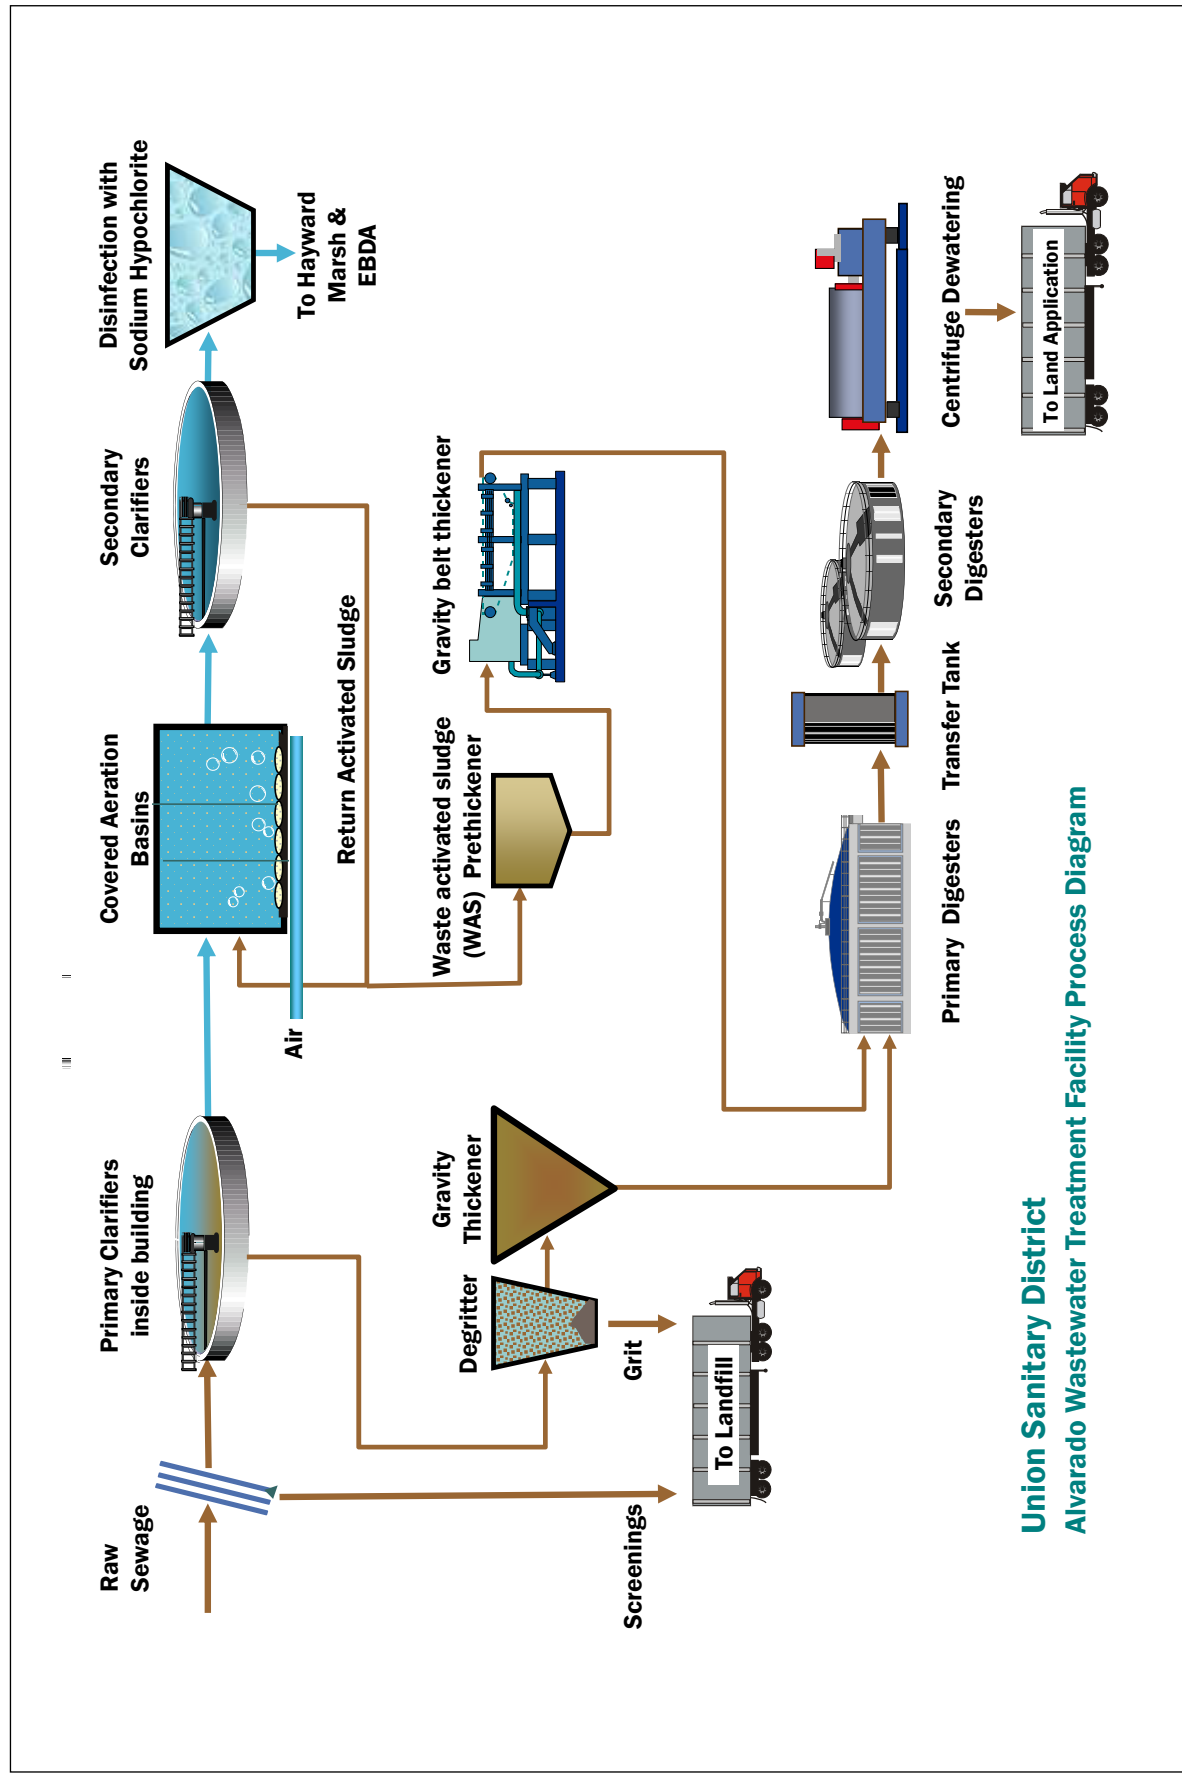 Raw
Sewage
Primary Clarifiers
inside building
Covered Aeration
Basins
Secondary
Clarifiers
Disinfection with
Sodium Hypochlorite
To Hayward
Marsh &
EBDA
Air
Return Activated Sludge
Degritter
Gravity
Thickener
Waste activated sludge
(WAS) Prethickener
Gravity belt thickener
Screenings
Grit
To Landfill
Primary Digesters
Transfer Tank
Secondary
Digesters
Centrifuge Dewatering
To Land Application
Union Sanitary District
Alvarado Wastewater Treatment Facility Process Diagram